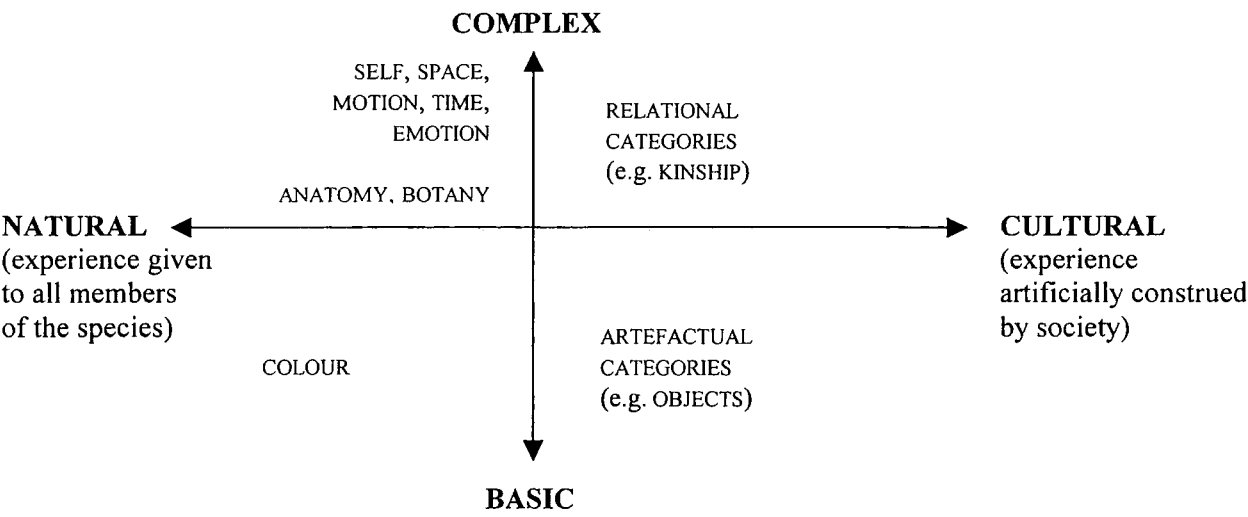 COMPLEX
SELF, SPACE,
MOTION, TIME,
EMOTION
RELATIONAL
CATEGORIES
(e.g. KINSHIP)
ANATOMY, BOTANY
NATURAL
(experience given
to all members
of the species)
CULTURAL
(experience
artificially construed
by society)
COLOUR
ARTEFACTUAL
CATEGORIES
(e.g. OBJECTS)
BASIC